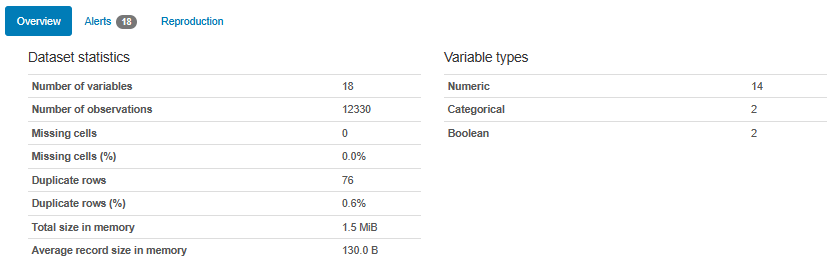 Overview Alerts 18 Reproduction
Dataset statistics
Number of variables 18
Number of observations 12330
Missing cells 0
Missing cells (%) 0.0%
Duplicate rows 76
Duplicate rows (%) 0.6%
Total size in memory 1.5 MiB
Average record size in memory 130.0 B
Variable types
Numeric 14
Categorical 2
Boolean 2